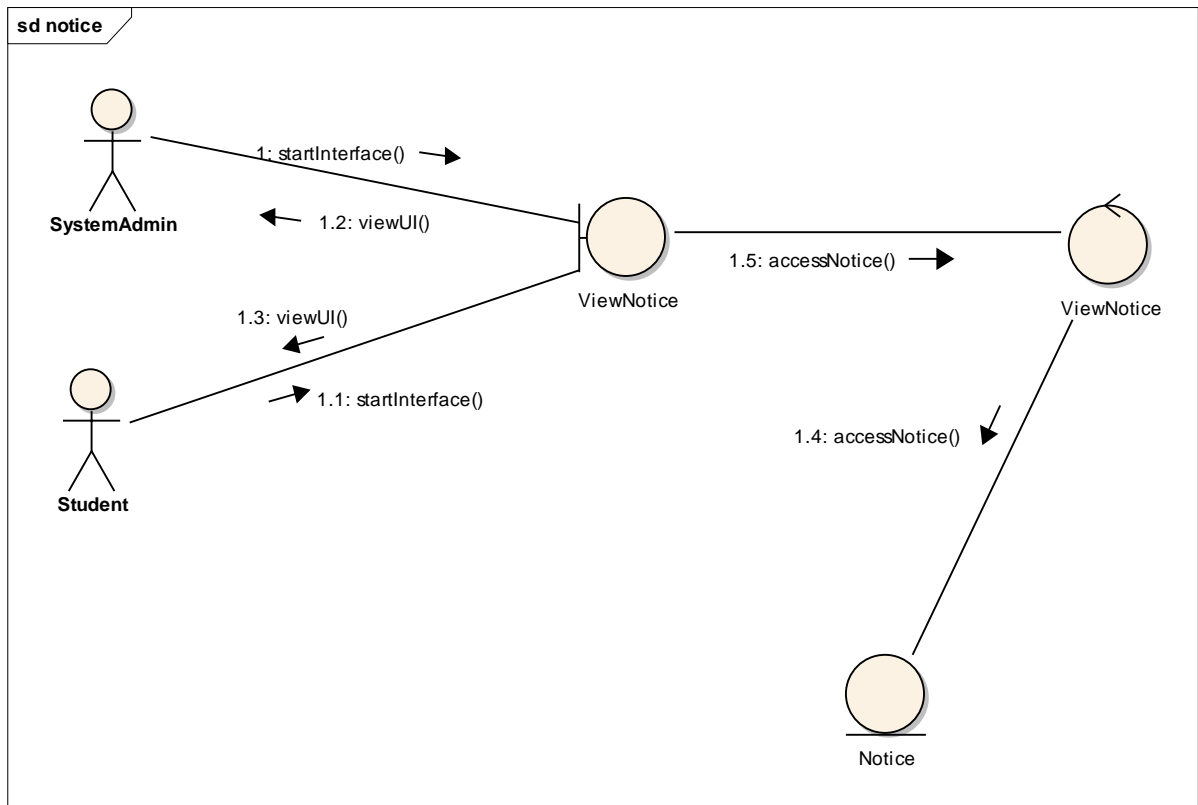 sd notice
1: startInterface()
SystemAdmin
1.2: viewUI()
1.5: accessNotice()
ViewNotice
ViewNotice
1.3: viewUI()
1.1: startInterface()
1.4: accessNotice()
Student
Notice